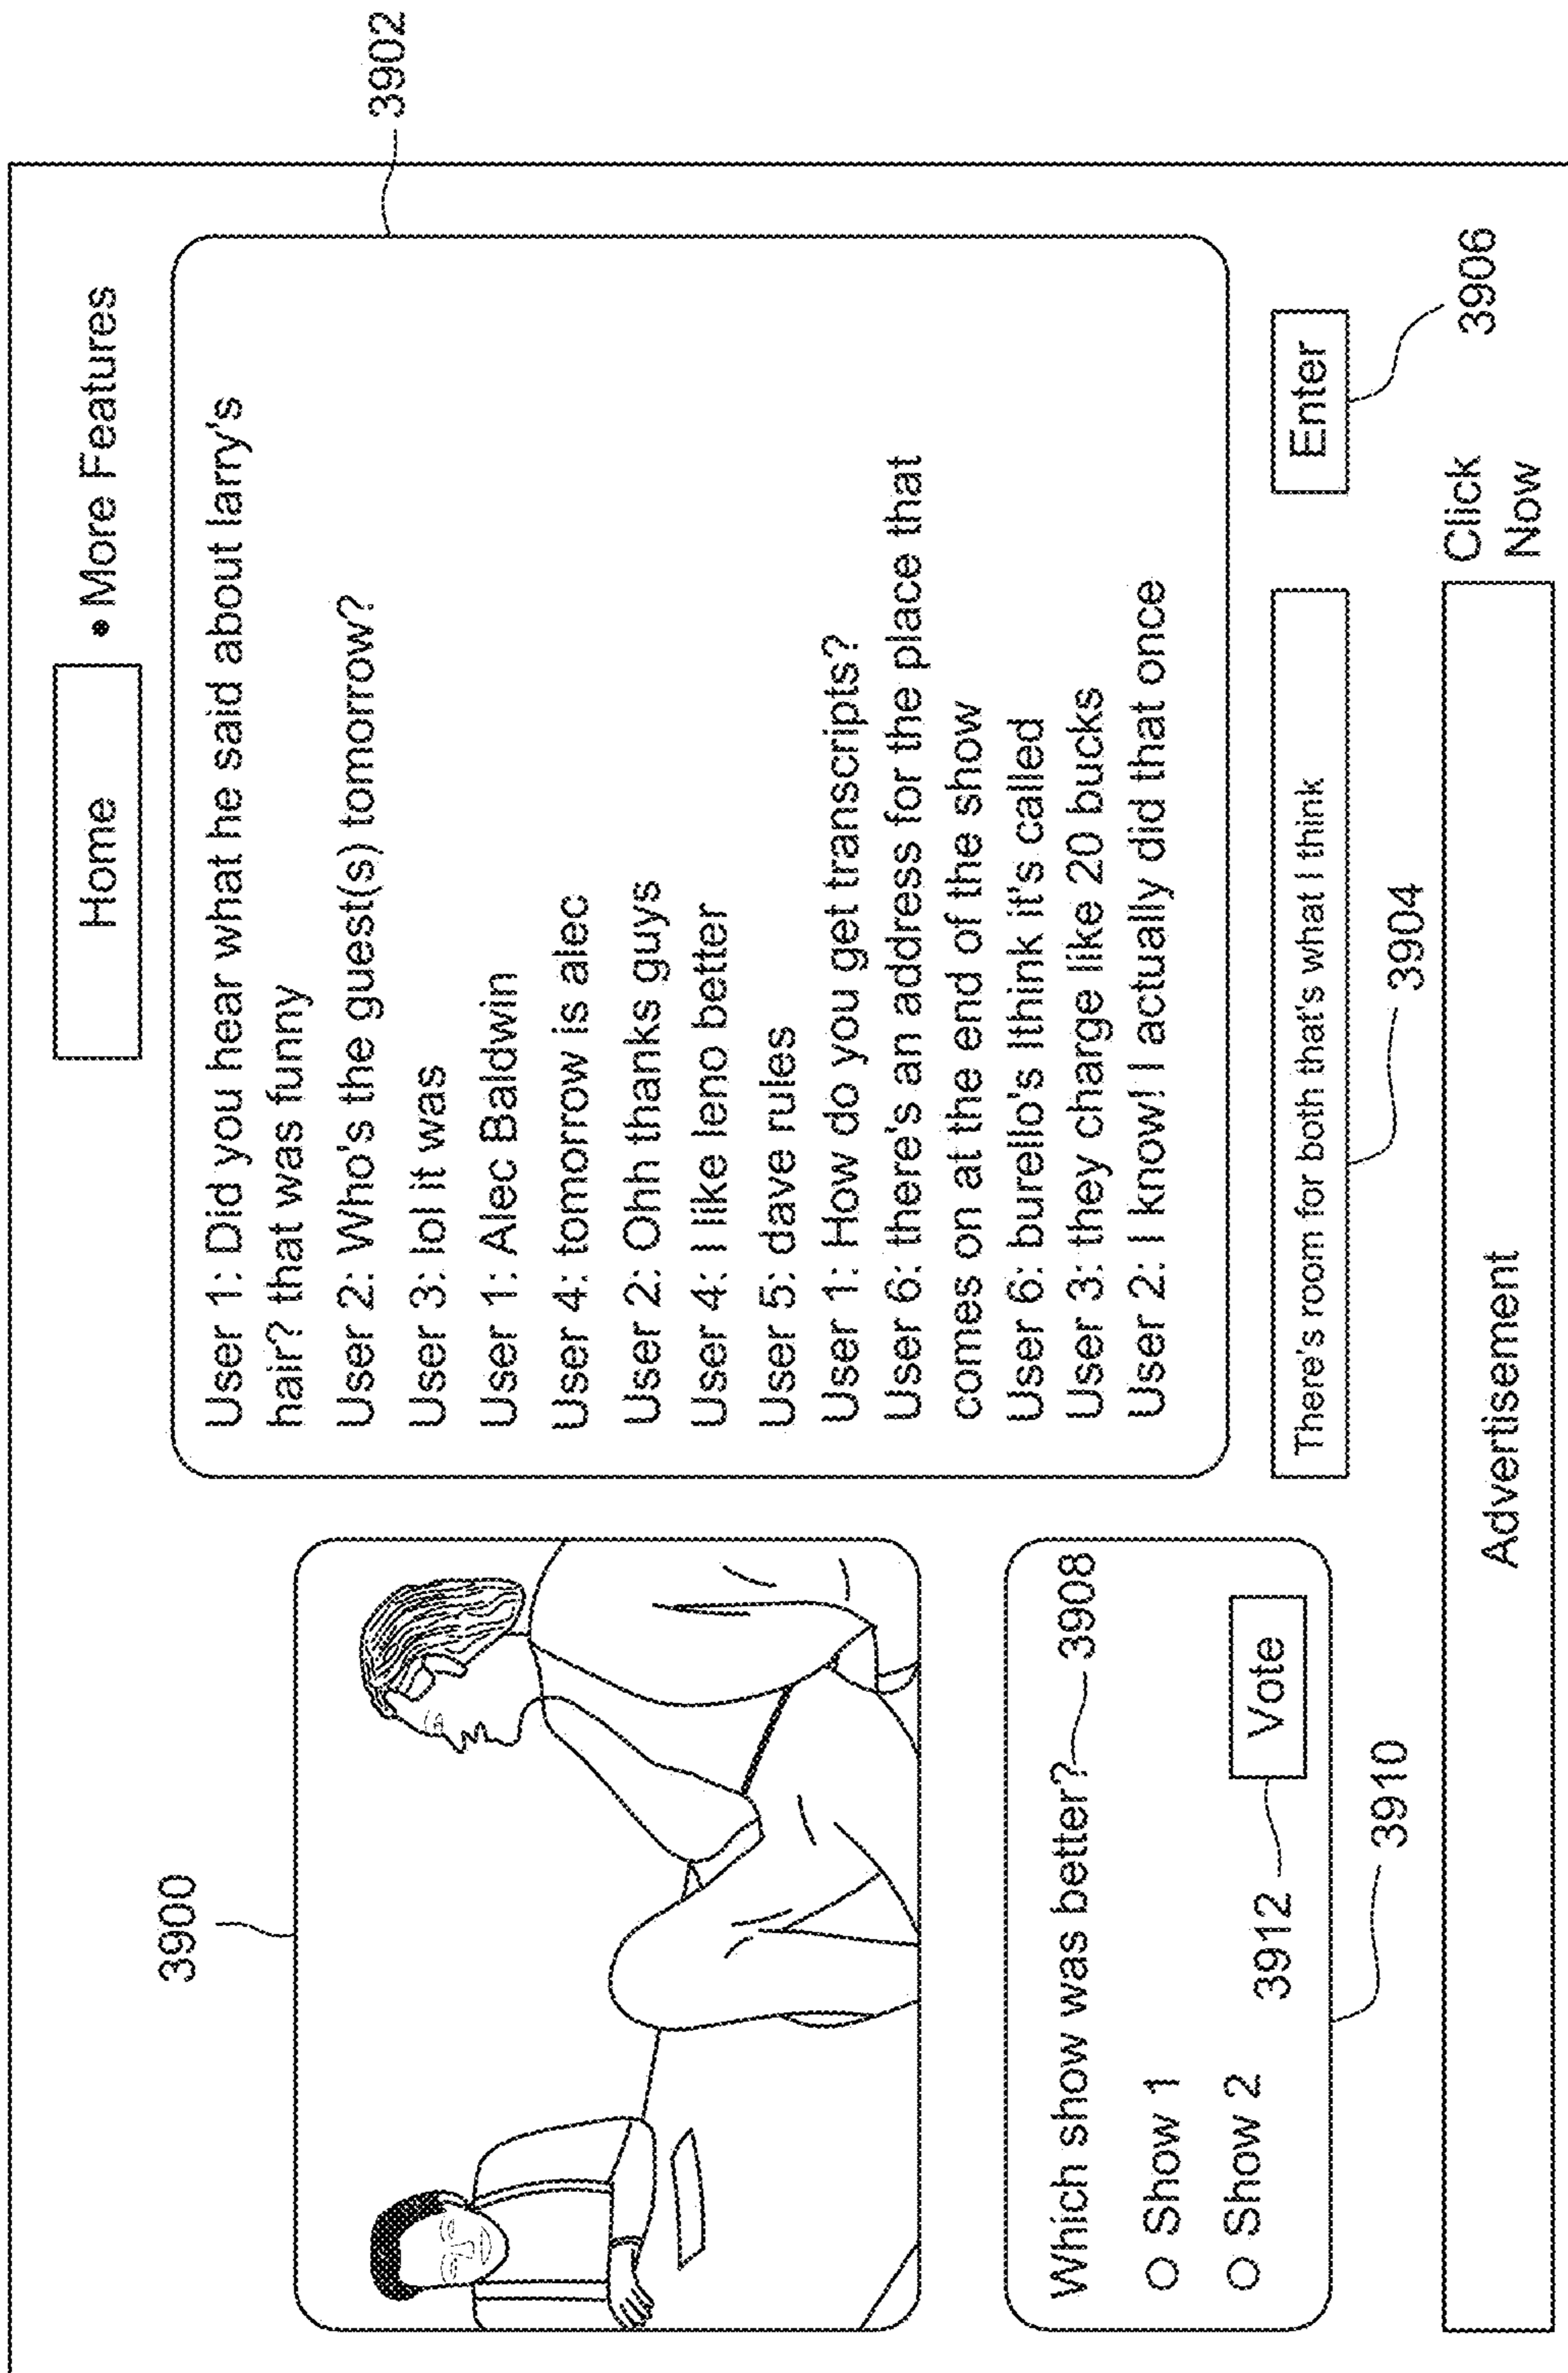 Home
• More Features
3900
3902
User 1: Did you hear what he said about larry's
hair? that was funny
User 2: Who's the guest(s) tomorrow?
User 3: lol it was
User 1: Alec Baldwin
User 4: tomorrow is alec
User 2: Ohh thanks guys
User 4: I like leno better
User 5: dave rules
User 1: How do you get transcripts?
User 6: there's an address for the place that
comes on at the end of the show
User 6: burello's Ithink it's called
User 3: they charge like 20 bucks
User 2: I know! I actually did that once
Which show was better?
3908
Show 1
Show 2
3912
Vote
3910
There's room for both that's what I think
3904
Enter
3906
Advertisement
Click
Now